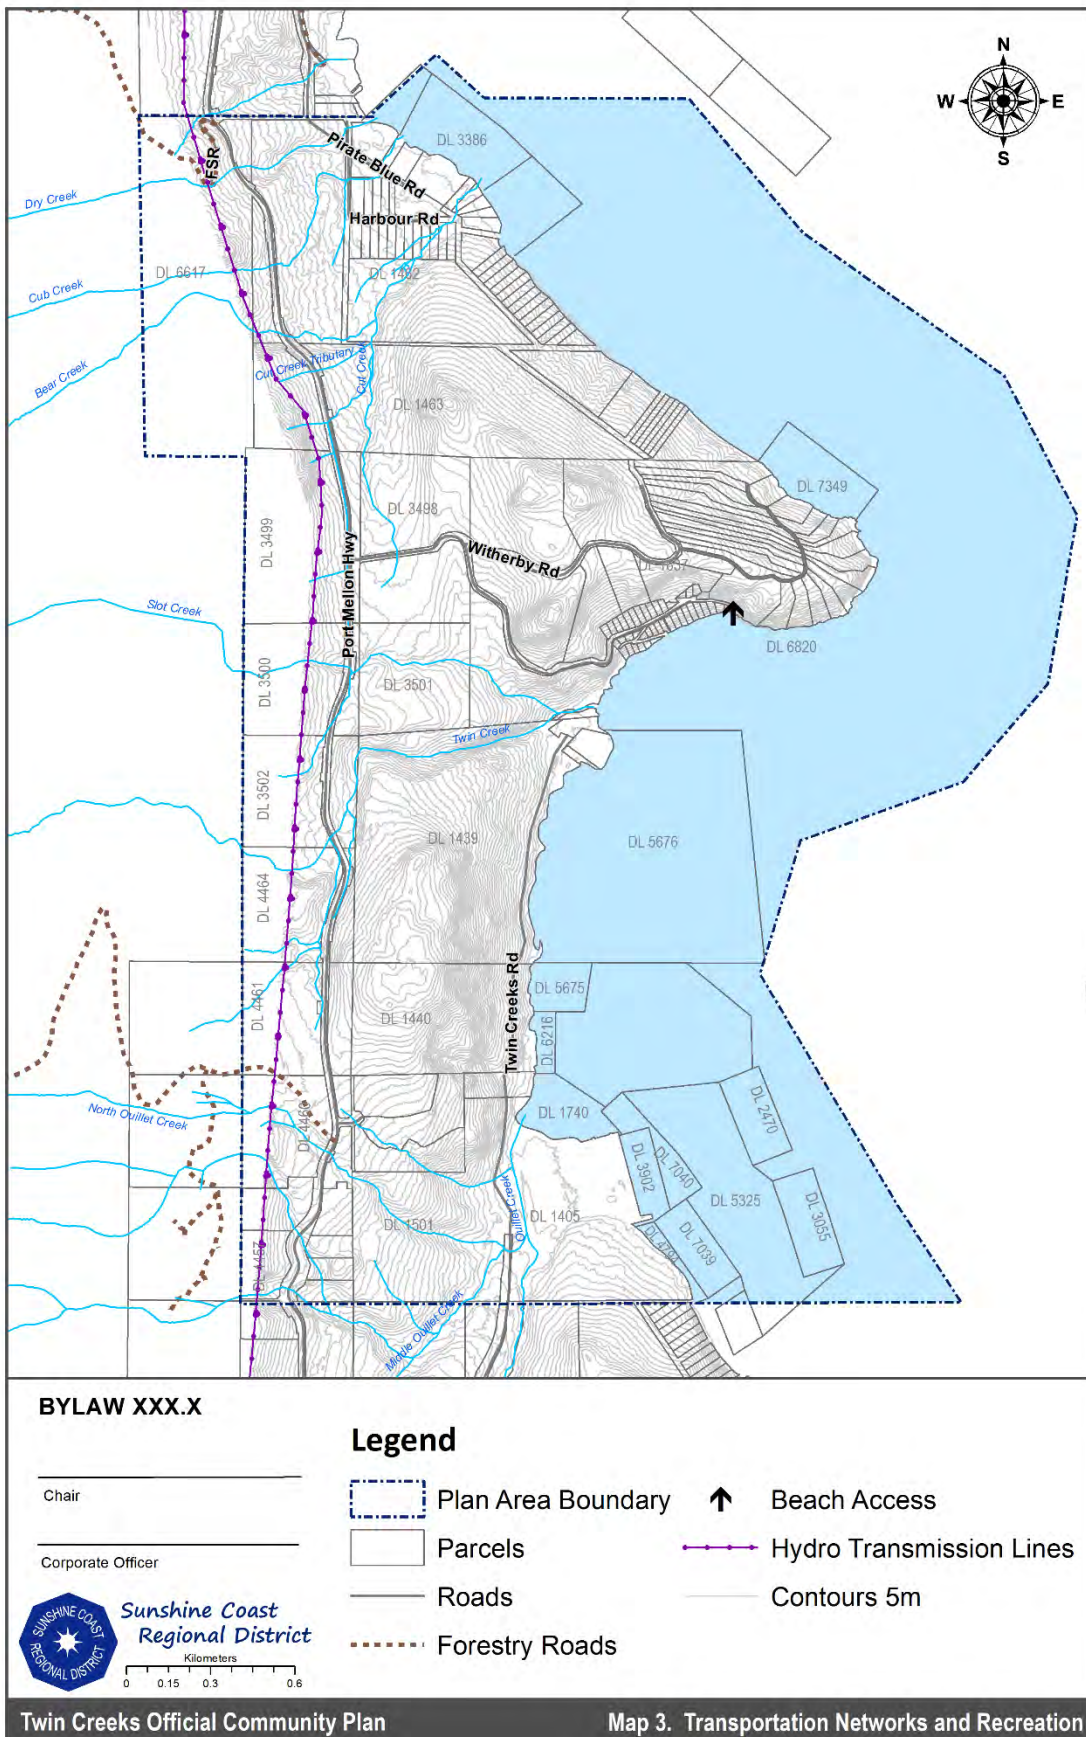 N
W E
S
DL 3386
Pirate Blue Rd
FSR
Dry Creek
Harbour Rd
DL 6617
DL 1462
Cub Creek
Cut Creek Tributary
Cut Creek
Bear Creek
DL 1463
DL 7349
DL 3498
DL 3499
Port Mellon Hwy
Witherby Rd
Slot Creek
DL 6820
DL 3500
DL 3501
Twin Creek
DL 3502
DL 1439
DL 5676
DL 4464
Twin Creeks Rd
DL 5675
DL 4461
DL 1440
DL 6216
North Ouillet Creek
DL 1740
DL 2470
DL 3902
DL 7040
DL 5325
DL 3055
Ouillet Creek
DL 1405
DL 1501
DL 7039
DL 4457
Middle Ouillet Creek
BYLAW XXX.X
Chair
Corporate Officer
Legend
Plan Area Boundary
Beach Access
Parcels
Hydro Transmission Lines
Roads
Contours 5m
Forestry Roads
SUNSHINE COAST
REGIONAL DISTRICT
Sunshine Coast
Regional District
Kilometers
0 0.15 0.3 0.6
Twin Creeks Official Community Plan
Map 3. Transportation Networks and Recreation